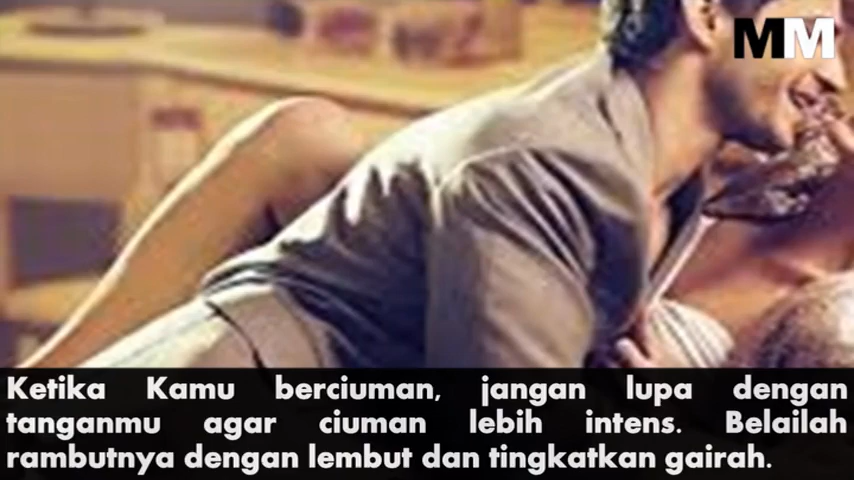 MM
Ketika Kamu berciuman, jangan lupa dengan
tanganmu agar ciuman lebih intens. Belailah
rambutnya dengan lembut dan tingkatkan gairah.